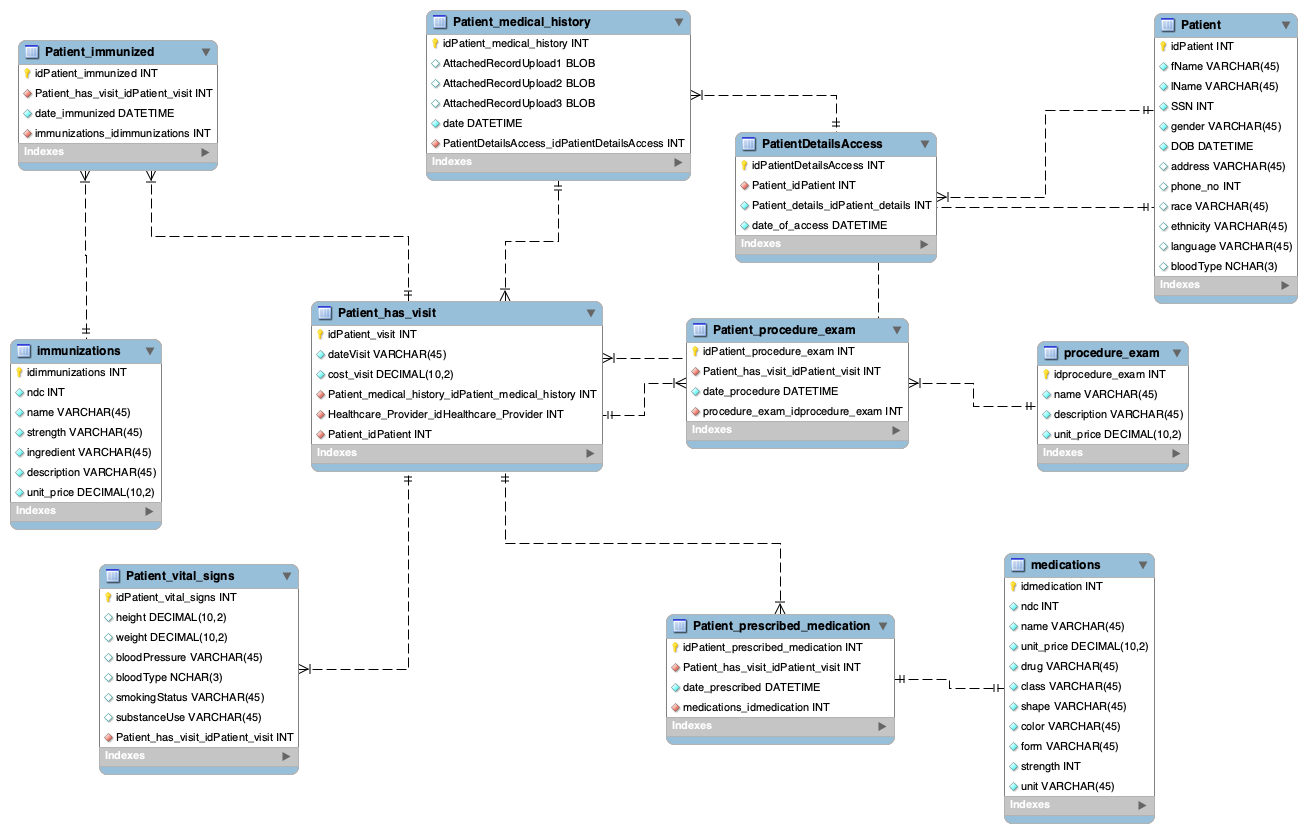 Patient_immunized
idPatient_immunized INT
Patient_has_visit_idPatient_visit INT
date_immunized DATETIME
immunizations_idimmunizations INT
Indexes
Patient_medical_history
idPatient_medical_history INT
AttachedRecordUpload1 BLOB
AttachedRecordUpload2 BLOB
AttachedRecordUpload3 BLOB
date DATETIME
PatientDetailsAccess_idPatientDetailsAccess INT
Indexes
Patient
idPatient INT
fName VARCHAR(45)
lName VARCHAR(45)
SSN INT
gender VARCHAR(45)
DOB DATETIME
address VARCHAR(45)
phone_no INT
race VARCHAR(45)
ethnicity VARCHAR(45)
language VARCHAR(45)
bloodType NCHAR(3)
Indexes
PatientDetailsAccess
idPatientDetailsAccess INT
Patient_idPatient INT
Patient_details_idPatient_details INT
date_of_access DATETIME
Indexes
immunizations
idimmunizations INT
ndc INT
name VARCHAR(45)
strength VARCHAR(45)
ingredient VARCHAR(45)
description VARCHAR(45)
unit_price DECIMAL(10,2)
Indexes
Patient_has_visit
idPatient_visit INT
dateVisit VARCHAR(45)
cost_visit DECIMAL(10,2)
Patient_medical_history_idPatient_medical_history INT
Healthcare_Provider_idHealthcare_Provider INT
Patient_idPatient INT
Indexes
Patient_procedure_exam
idPatient_procedure_exam INT
Patient_has_visit_idPatient_visit INT
date_procedure DATETIME
procedure_exam_idprocedure_exam INT
Indexes
procedure_exam
idprocedure_exam INT
name VARCHAR(45)
description VARCHAR(45)
unit_price DECIMAL(10,2)
Indexes
Patient_vital_signs
idPatient_vital_signs INT
height DECIMAL(10,2)
weight DECIMAL(10,2)
bloodPressure VARCHAR(45)
bloodType NCHAR(3)
smokingStatus VARCHAR(45)
substanceUse VARCHAR(45)
Patient_has_visit_idPatient_visit INT
Indexes
Patient_prescribed_medication
idPatient_prescribed_medication INT
Patient_has_visit_idPatient_visit INT
date_prescribed DATETIME
medications_idmedication INT
Indexes
medications
idmedication INT
ndc INT
name VARCHAR(45)
unit_price DECIMAL(10,2)
drug VARCHAR(45)
class VARCHAR(45)
shape VARCHAR(45)
color VARCHAR(45)
form VARCHAR(45)
strength INT
unit VARCHAR(45)
Indexes